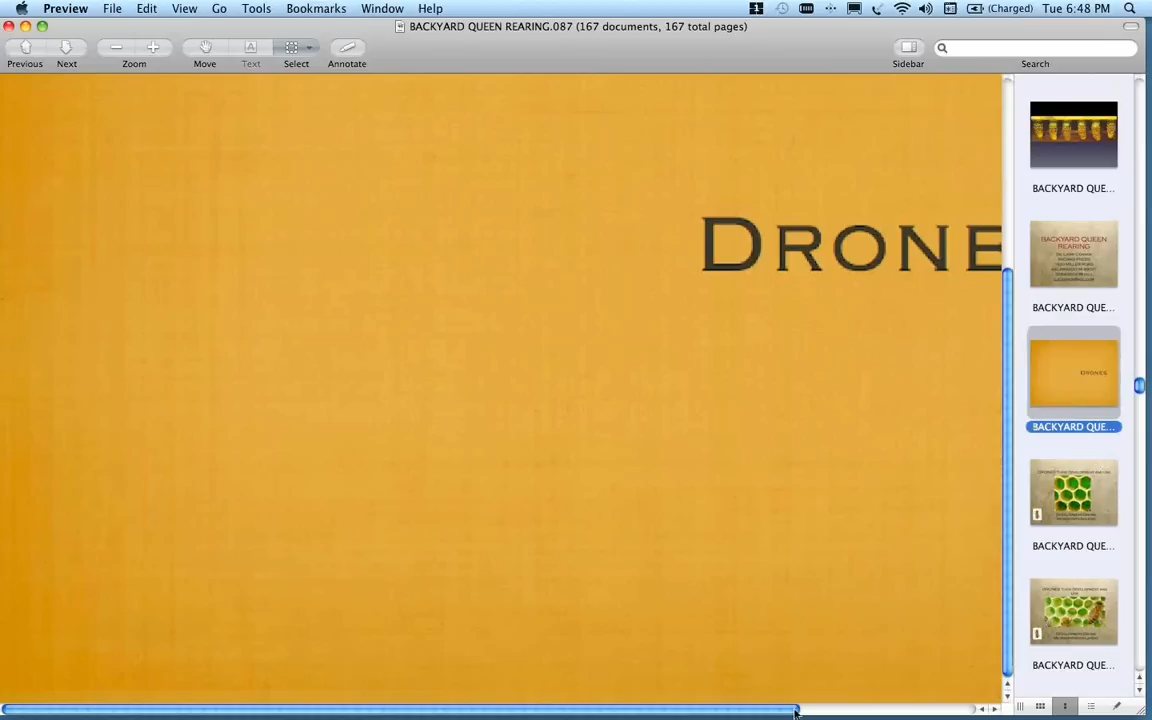 Preview File Edit View Go Tools Bookmarks Window Help
(Charged) Tue 6:48 PM
BACKYARD QUEEN REARING.087 (167 documents, 167 total pages)
Previous Next Zoom Move Text Select Annotate Sidebar Search
DRONE
BACKYARD QUE...
BACKYARD QUEEN
REARING
BACKYARD QUE...
DRONES
BACKYARD QUE...
BACKYARD QUE...
BACKYARD QUE...